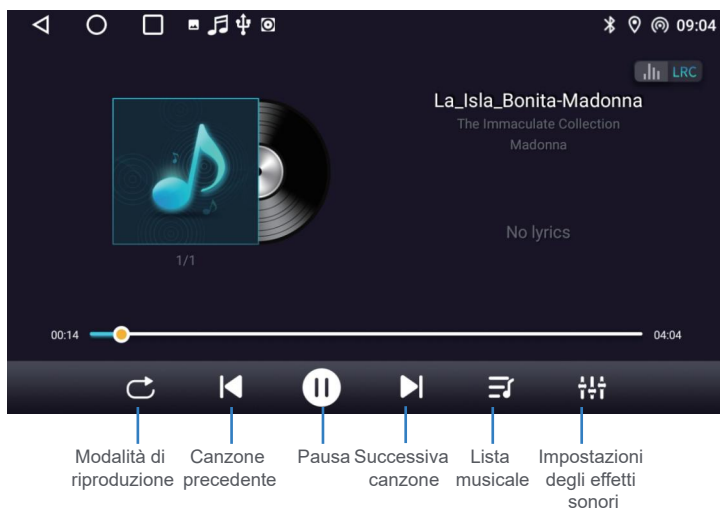 09:04
LRC
La_Isla_Bonita-Madonna
The Immaculate Collection
Madonna
No lyrics
1/1
00:14
04:04
Modalità di
riproduzione
Canzone
precedente
Pausa
Successiva
canzone
Lista
musicale
Impostazioni
degli effetti
sonori